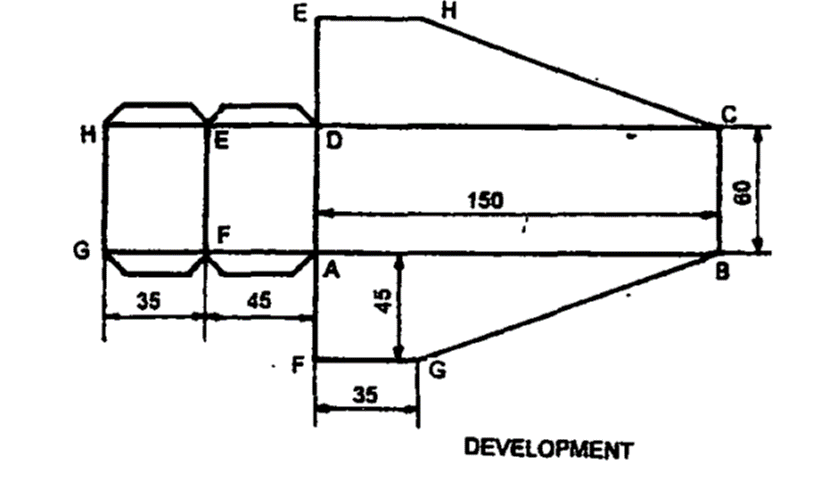 E H
C
H E D
150
60
G F A B
35 45
45
F G
35
DEVELOPMENT